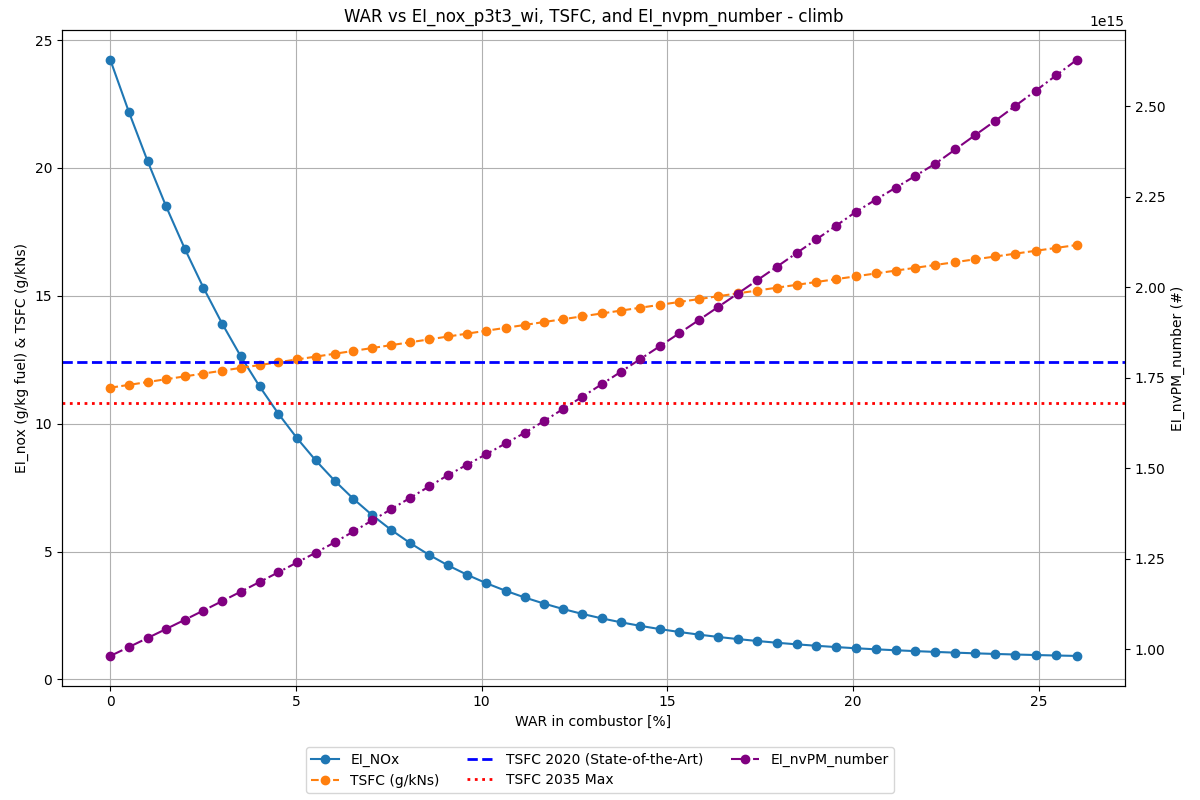 WAR vs EI_nox_p3t3_wi, TSFC, and EI_nvpm_number - climb
1e15
25
20
15
10
5
0
EI_nox (g/kg fuel) & TSFC (g/kNs)
2.50
2.25
2.00
1.75
1.50
1.25
1.00
EI_nvPM_number (#)
0 5 10 15 20 25
WAR in combustor [%]
EI_NOx
TSFC (g/kNs)
TSFC 2020 (State-of-the-Art)
TSFC 2035 Max
EI_nvPM_number